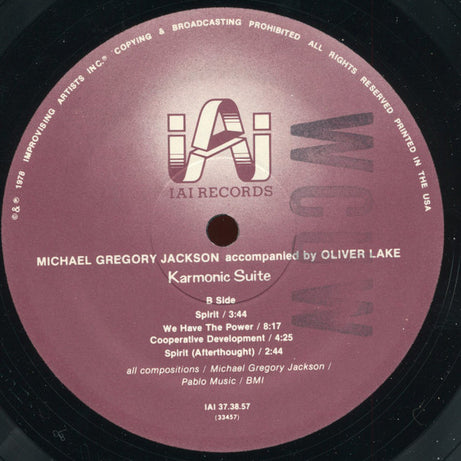 ©&℗ 1978 IMPROVISING ARTISTS INC.® COPYING & BROADCASTING PROHIBITED ALL RIGHTS RESERVED PRINTED IN THE USA
iAi
IAI RECORDS
WCUW
MICHAEL GREGORY JACKSON accompanied by OLIVER LAKE
Karmonic Suite
B Side
Spirit / 3:44
We Have The Power / 8:17
Cooperative Development / 4:25
Spirit (Afterthought) / 2:44
all compositions / Michael Gregory Jackson /
Pablo Music / BMI
IAI 37.38.57
(33457)